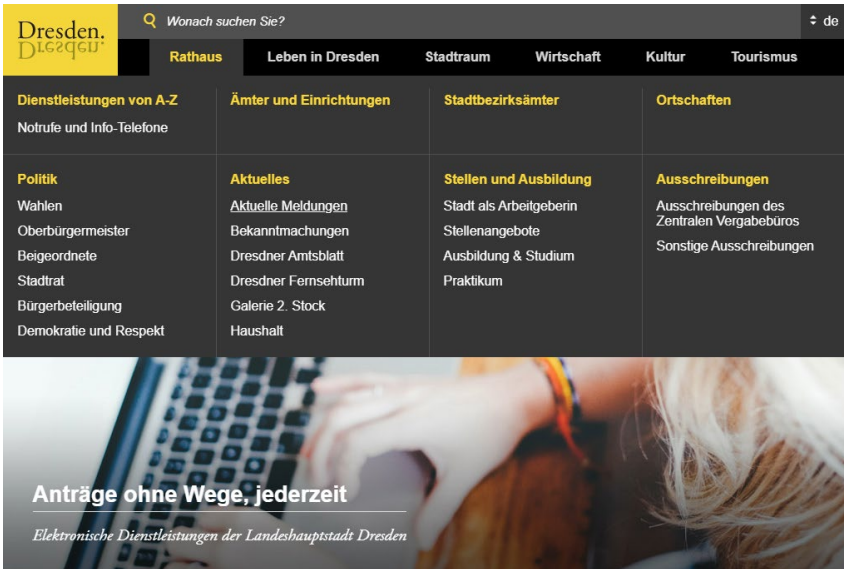 Dresden.
Dresden.
Wonach suchen Sie?
de
Rathaus
Leben in Dresden
Stadtraum
Wirtschaft
Kultur
Tourismus
Dienstleistungen von A-Z
Notrufe und Info-Telefone
Ämter und Einrichtungen
Stadtbezirksämter
Ortschaften
Politik
Wahlen
Oberbürgermeister
Beigeordnete
Stadtrat
Bürgerbeteiligung
Demokratie und Respekt
Aktuelles
Aktuelle Meldungen
Bekanntmachungen
Dresdner Amtsblatt
Dresdner Fernsehturm
Galerie 2. Stock
Haushalt
Stellen und Ausbildung
Stadt als Arbeitgeberin
Stellenangebote
Ausbildung & Studium
Praktikum
Ausschreibungen
Ausschreibungen des
Zentralen Vergabebüros
Sonstige Ausschreibungen
Anträge ohne Wege, jederzeit
Elektronische Dienstleistungen der Landeshauptstadt Dresden